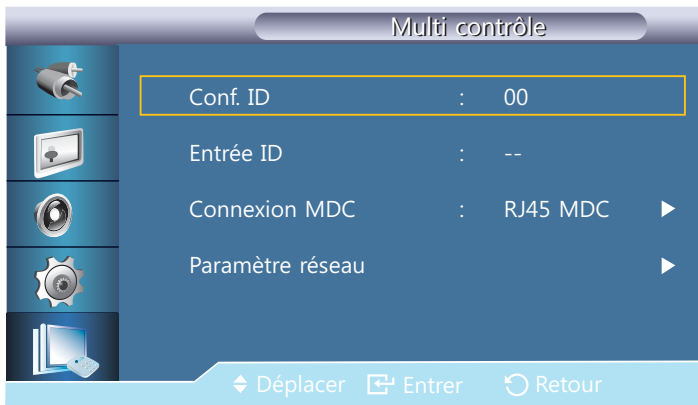 Multi contrôle
Conf. ID : 00
Entrée ID : --
Connexion MDC : RJ45 MDC
Paramètre réseau
Déplacer Entrer Retour